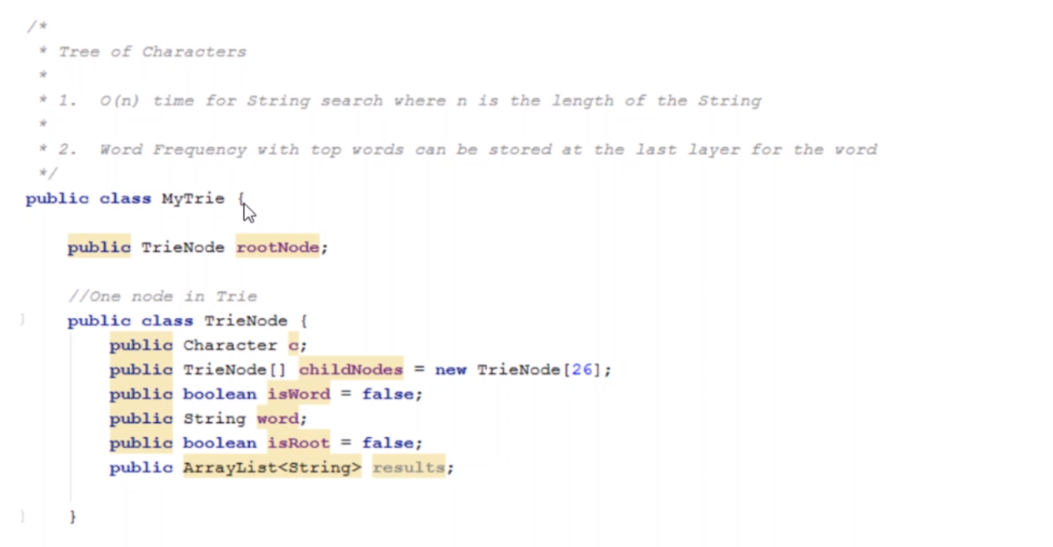 /*
* Tree of Characters
*
* 1. O(n) time for String search where n is the length of the String
*
* 2. Word Frequency with top words can be stored at the last layer for the word
*/
public class MyTrie {
public TrieNode rootNode;
//One node in Trie
public class TrieNode {
public Character c;
public TrieNode[] childNodes = new TrieNode[26];
public boolean isWord = false;
public String word;
public boolean isRoot = false;
public ArrayList<String> results;
}